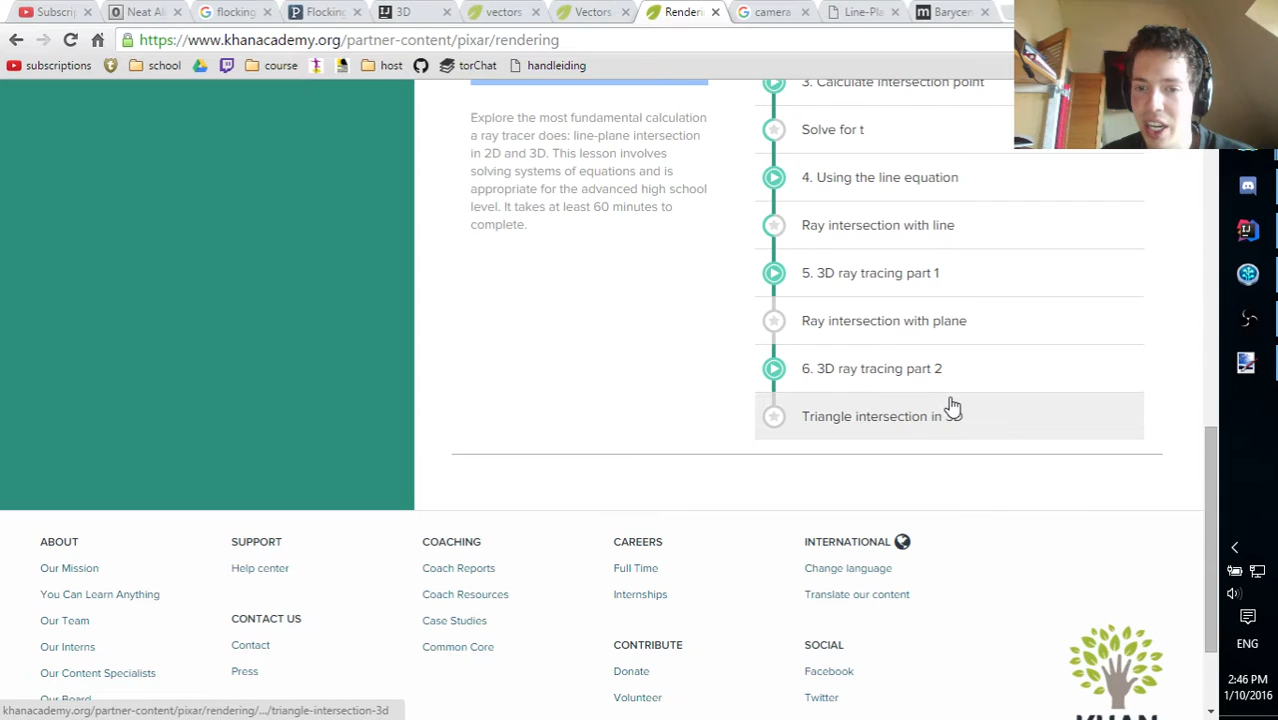 Subscrip
Neat Al
flocking
Flocking
3D
vectors
Vectors
Renderi
camera
Line-Pla
Baryce
https://www.khanacademy.org/partner-content/pixar/rendering
subscriptions
school
course
host
torChat
handleiding
3. Calculate intersection point
Explore the most fundamental calculation
a ray tracer does: line-plane intersection
in 2D and 3D. This lesson involves
solving systems of equations and is
appropriate for the advanced high school
level. It takes at least 60 minutes to
complete.
Solve for t
4. Using the line equation
Ray intersection with line
5. 3D ray tracing part 1
Ray intersection with plane
6. 3D ray tracing part 2
Triangle intersection in 3D
ABOUT
Our Mission
You Can Learn Anything
Our Team
Our Interns
Our Content Specialists
Our Board
SUPPORT
Help center
CONTACT US
Contact
Press
COACHING
Coach Reports
Coach Resources
Case Studies
Common Core
CAREERS
Full Time
Internships
CONTRIBUTE
Donate
Volunteer
INTERNATIONAL
Change language
Translate our content
SOCIAL
Facebook
Twitter
KHAN
khanacademy.org/partner-content/pixar/rendering/.../triangle-intersection-3d
ENG
2:46 PM
1/10/2016